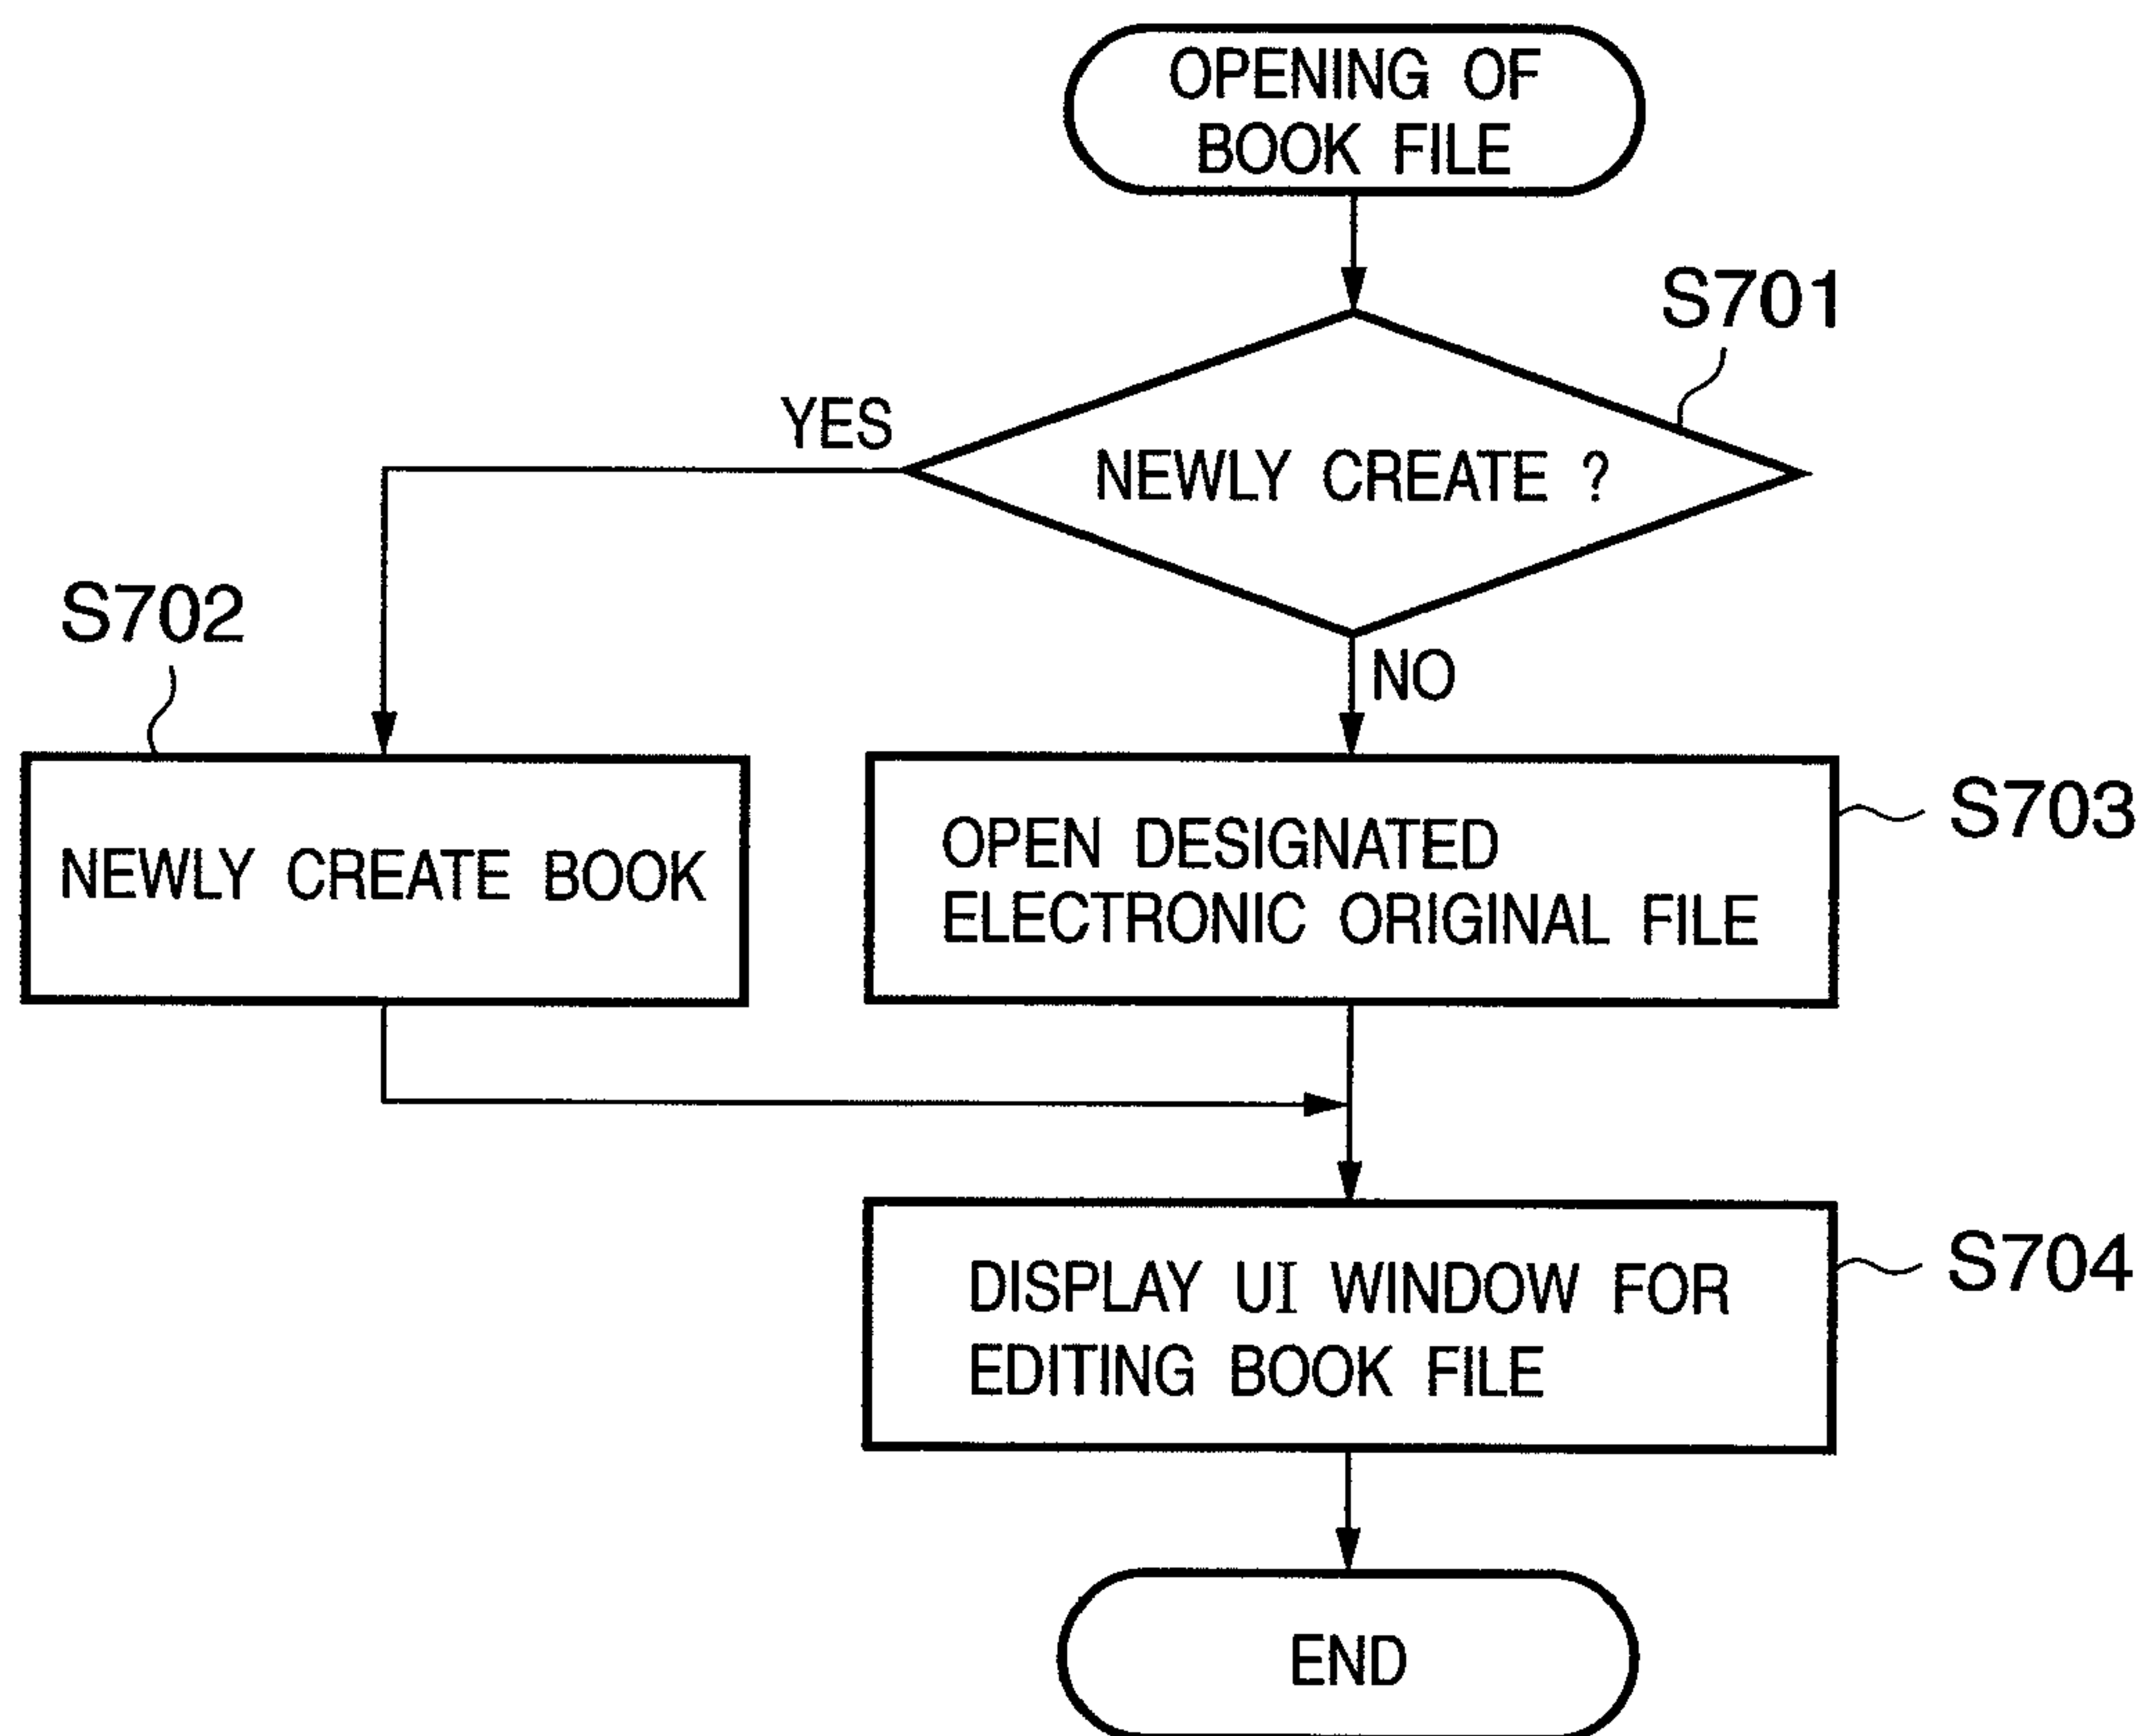 OPENING OF
BOOK FILE
S701
YES
NEWLY CREATE ?
S702
NO
NEWLY CREATE BOOK
OPEN DESIGNATED
ELECTRONIC ORIGINAL FILE
S703
DISPLAY UI WINDOW FOR
EDITING BOOK FILE
S704
END